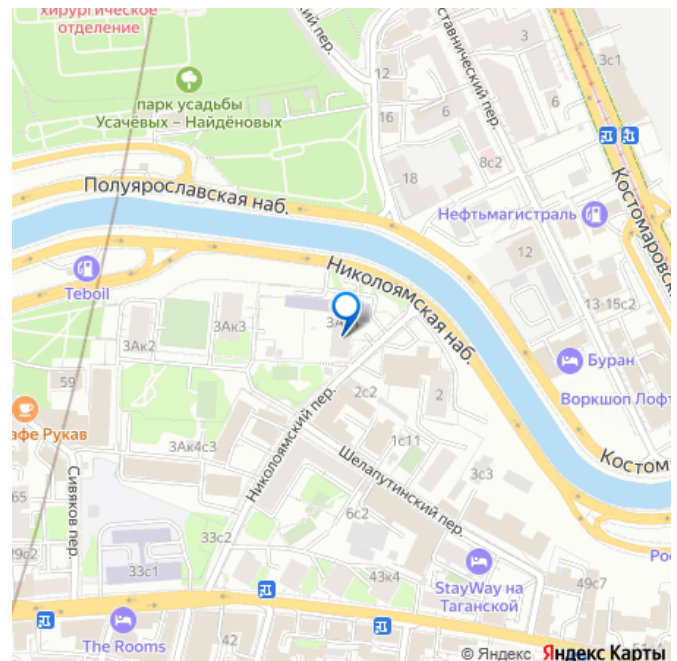 хирургическое
отделение
тавнический пер.
3
3с1
12
парк усадьбы
Усачёвых – Найдёновых
16
6
6
8с2
18
Полуярославская наб.
Нефтьмагистраль
Костомаровск
Teboil
Николоямская наб.
12
13-15с2
3Ак3
3Ак2
Буран
59
2с2
2
Воркшоп Лофт
афе Рукав
Николоямский пер.
1с11
3Ак4с3
Шелапутинский пер.
3с3
Костом
Сивяков пер.
65
6с2
33с2
29с2
33с1
43к4
StayWay на
Таганской
49с7
Рос
The Rooms
42
© Яндекс Яндекс Карты